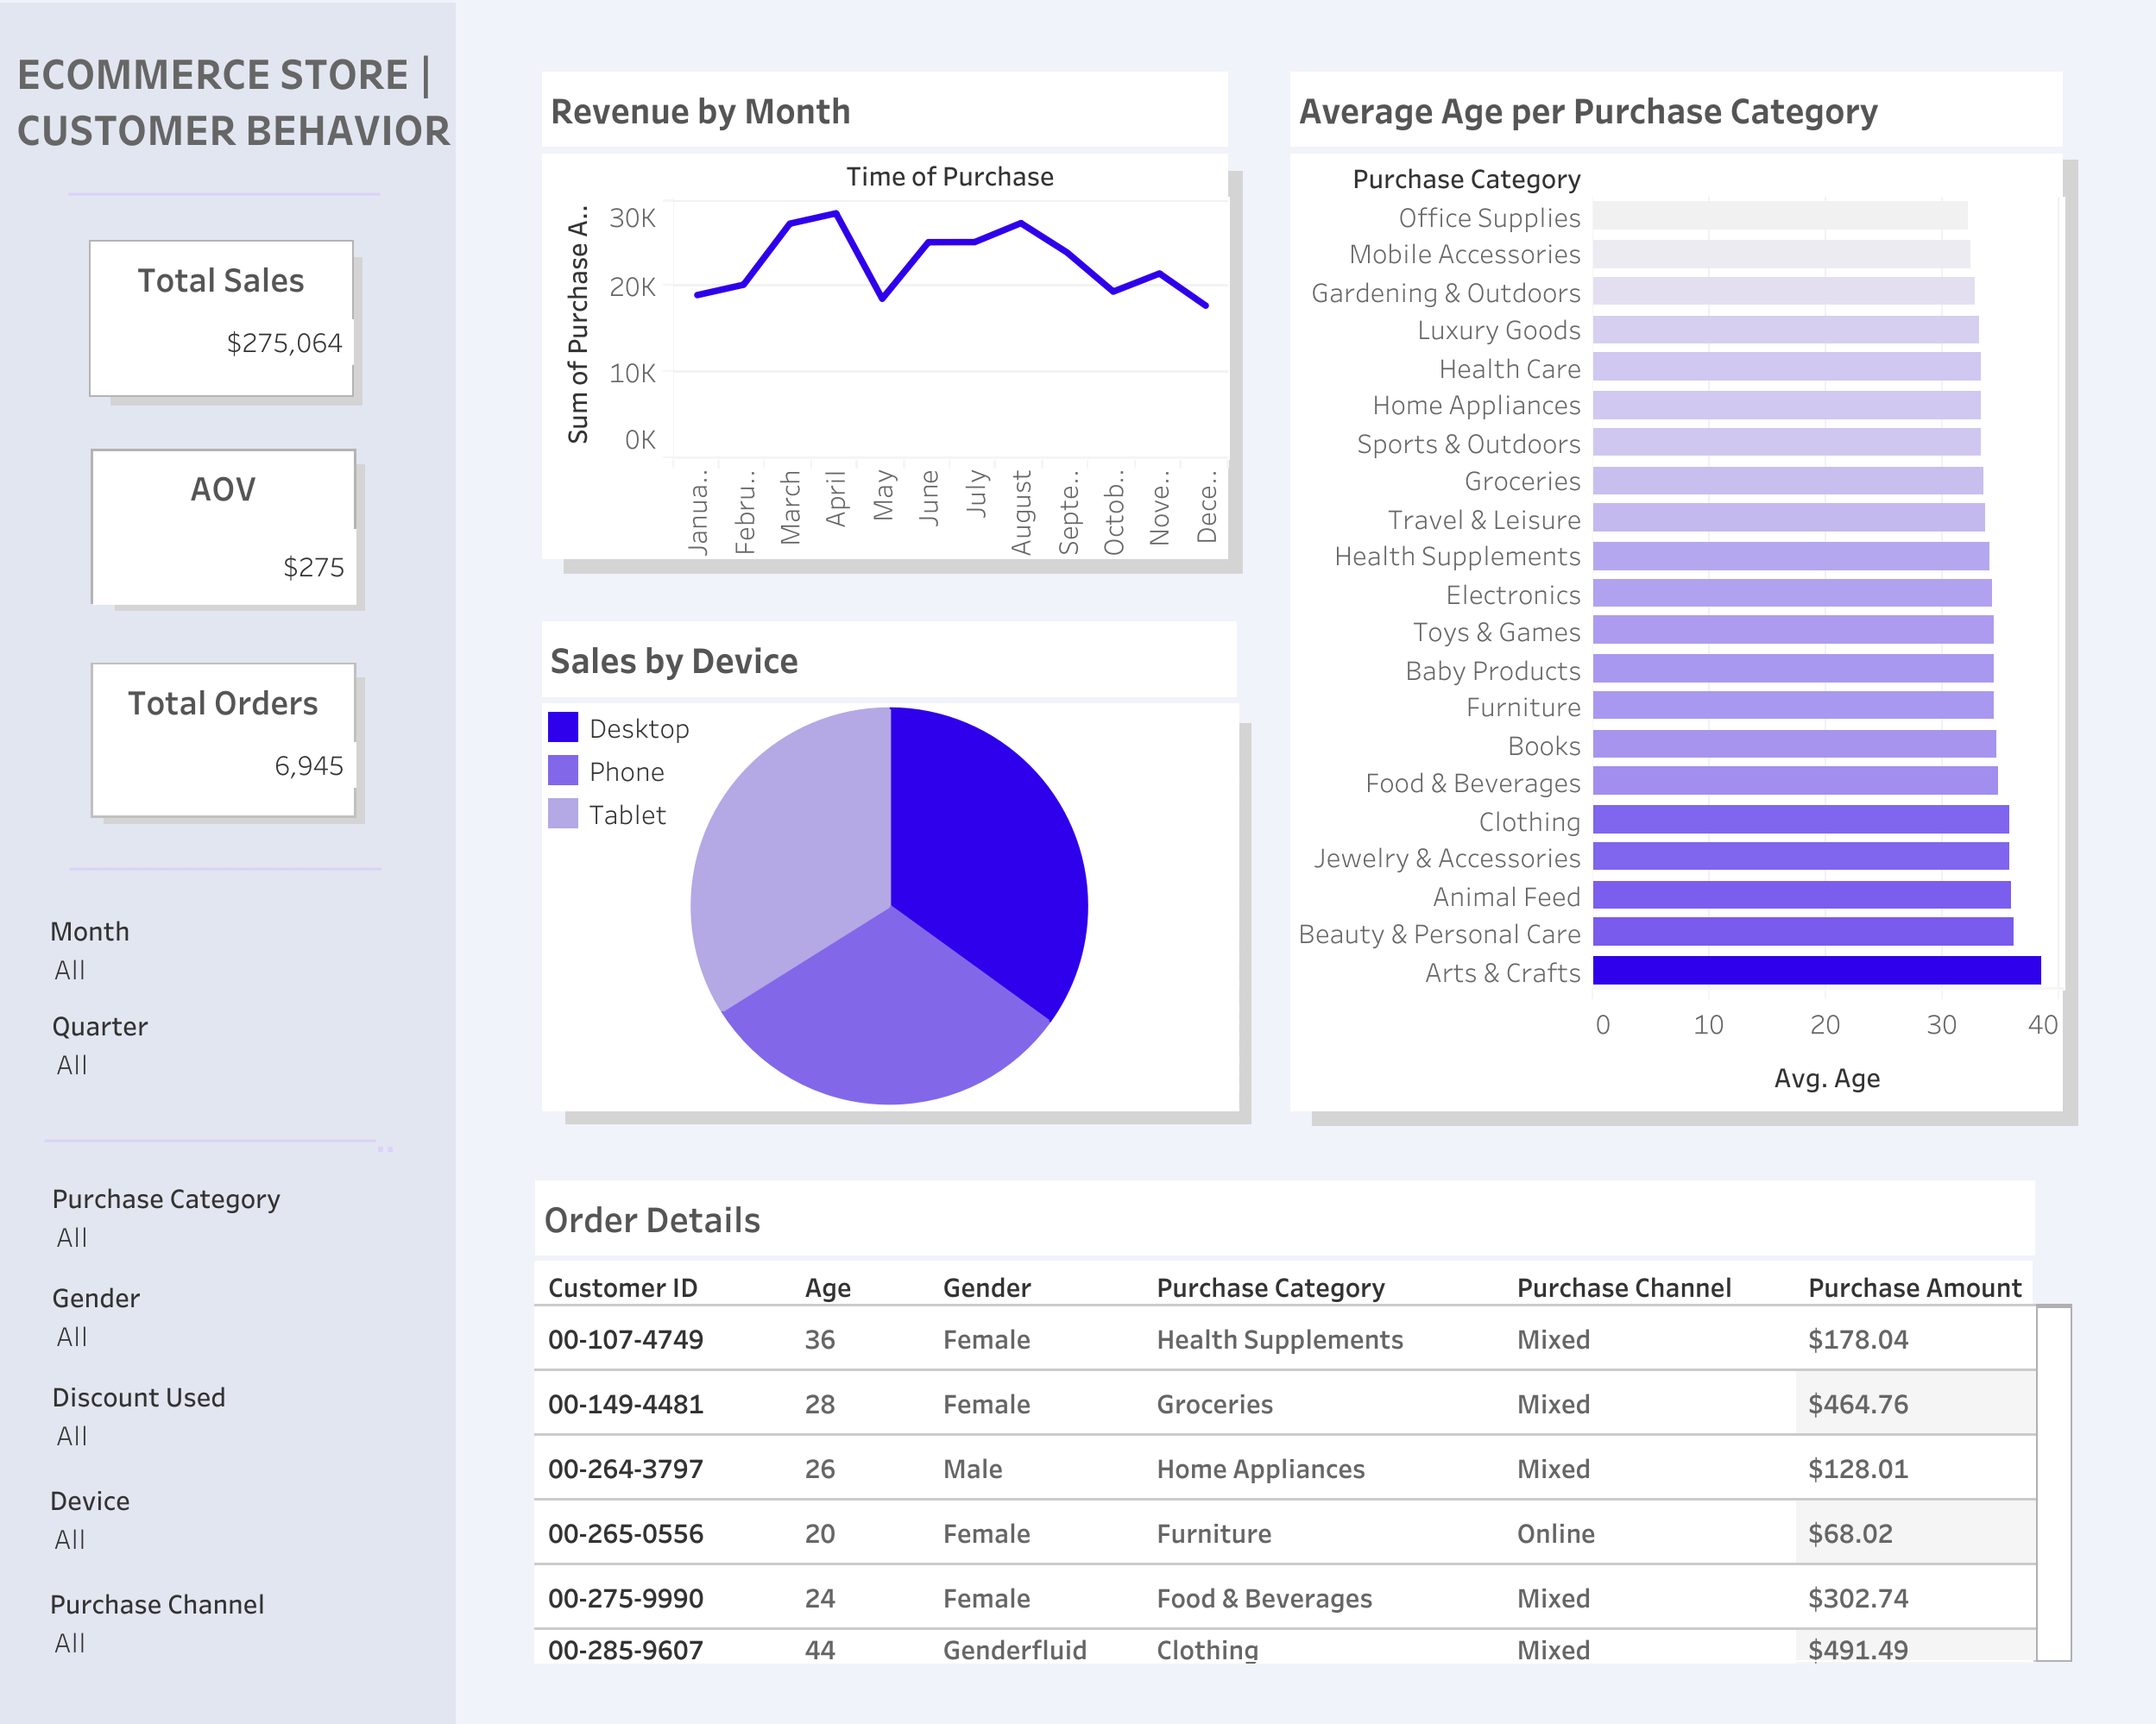 ECOMMERCE STORE |
CUSTOMER BEHAVIOR
Total Sales
$275,064
AOV
$275
Total Orders
6,945
Month
All
Quarter
All
Purchase Category
All
Gender
All
Discount Used
All
Device
All
Purchase Channel
All
Revenue by Month
Time of Purchase
Sum of Purchase A..
30K
20K
10K
0K
Janua..
Febru..
March
April
May
June
July
August
Septe..
Octob..
Nove..
Dece..
Sales by Device
Desktop
Phone
Tablet
Average Age per Purchase Category
Purchase Category
Office Supplies
Mobile Accessories
Gardening & Outdoors
Luxury Goods
Health Care
Home Appliances
Sports & Outdoors
Groceries
Travel & Leisure
Health Supplements
Electronics
Toys & Games
Baby Products
Furniture
Books
Food & Beverages
Clothing
Jewelry & Accessories
Animal Feed
Beauty & Personal Care
Arts & Crafts
0 10 20 30 40
Avg. Age
Order Details
Customer ID Age Gender Purchase Category Purchase Channel Purchase Amount
00-107-4749 36 Female Health Supplements Mixed $178.04
00-149-4481 28 Female Groceries Mixed $464.76
00-264-3797 26 Male Home Appliances Mixed $128.01
00-265-0556 20 Female Furniture Online $68.02
00-275-9990 24 Female Food & Beverages Mixed $302.74
00-285-9607 44 Genderfluid Clothing Mixed $491.49